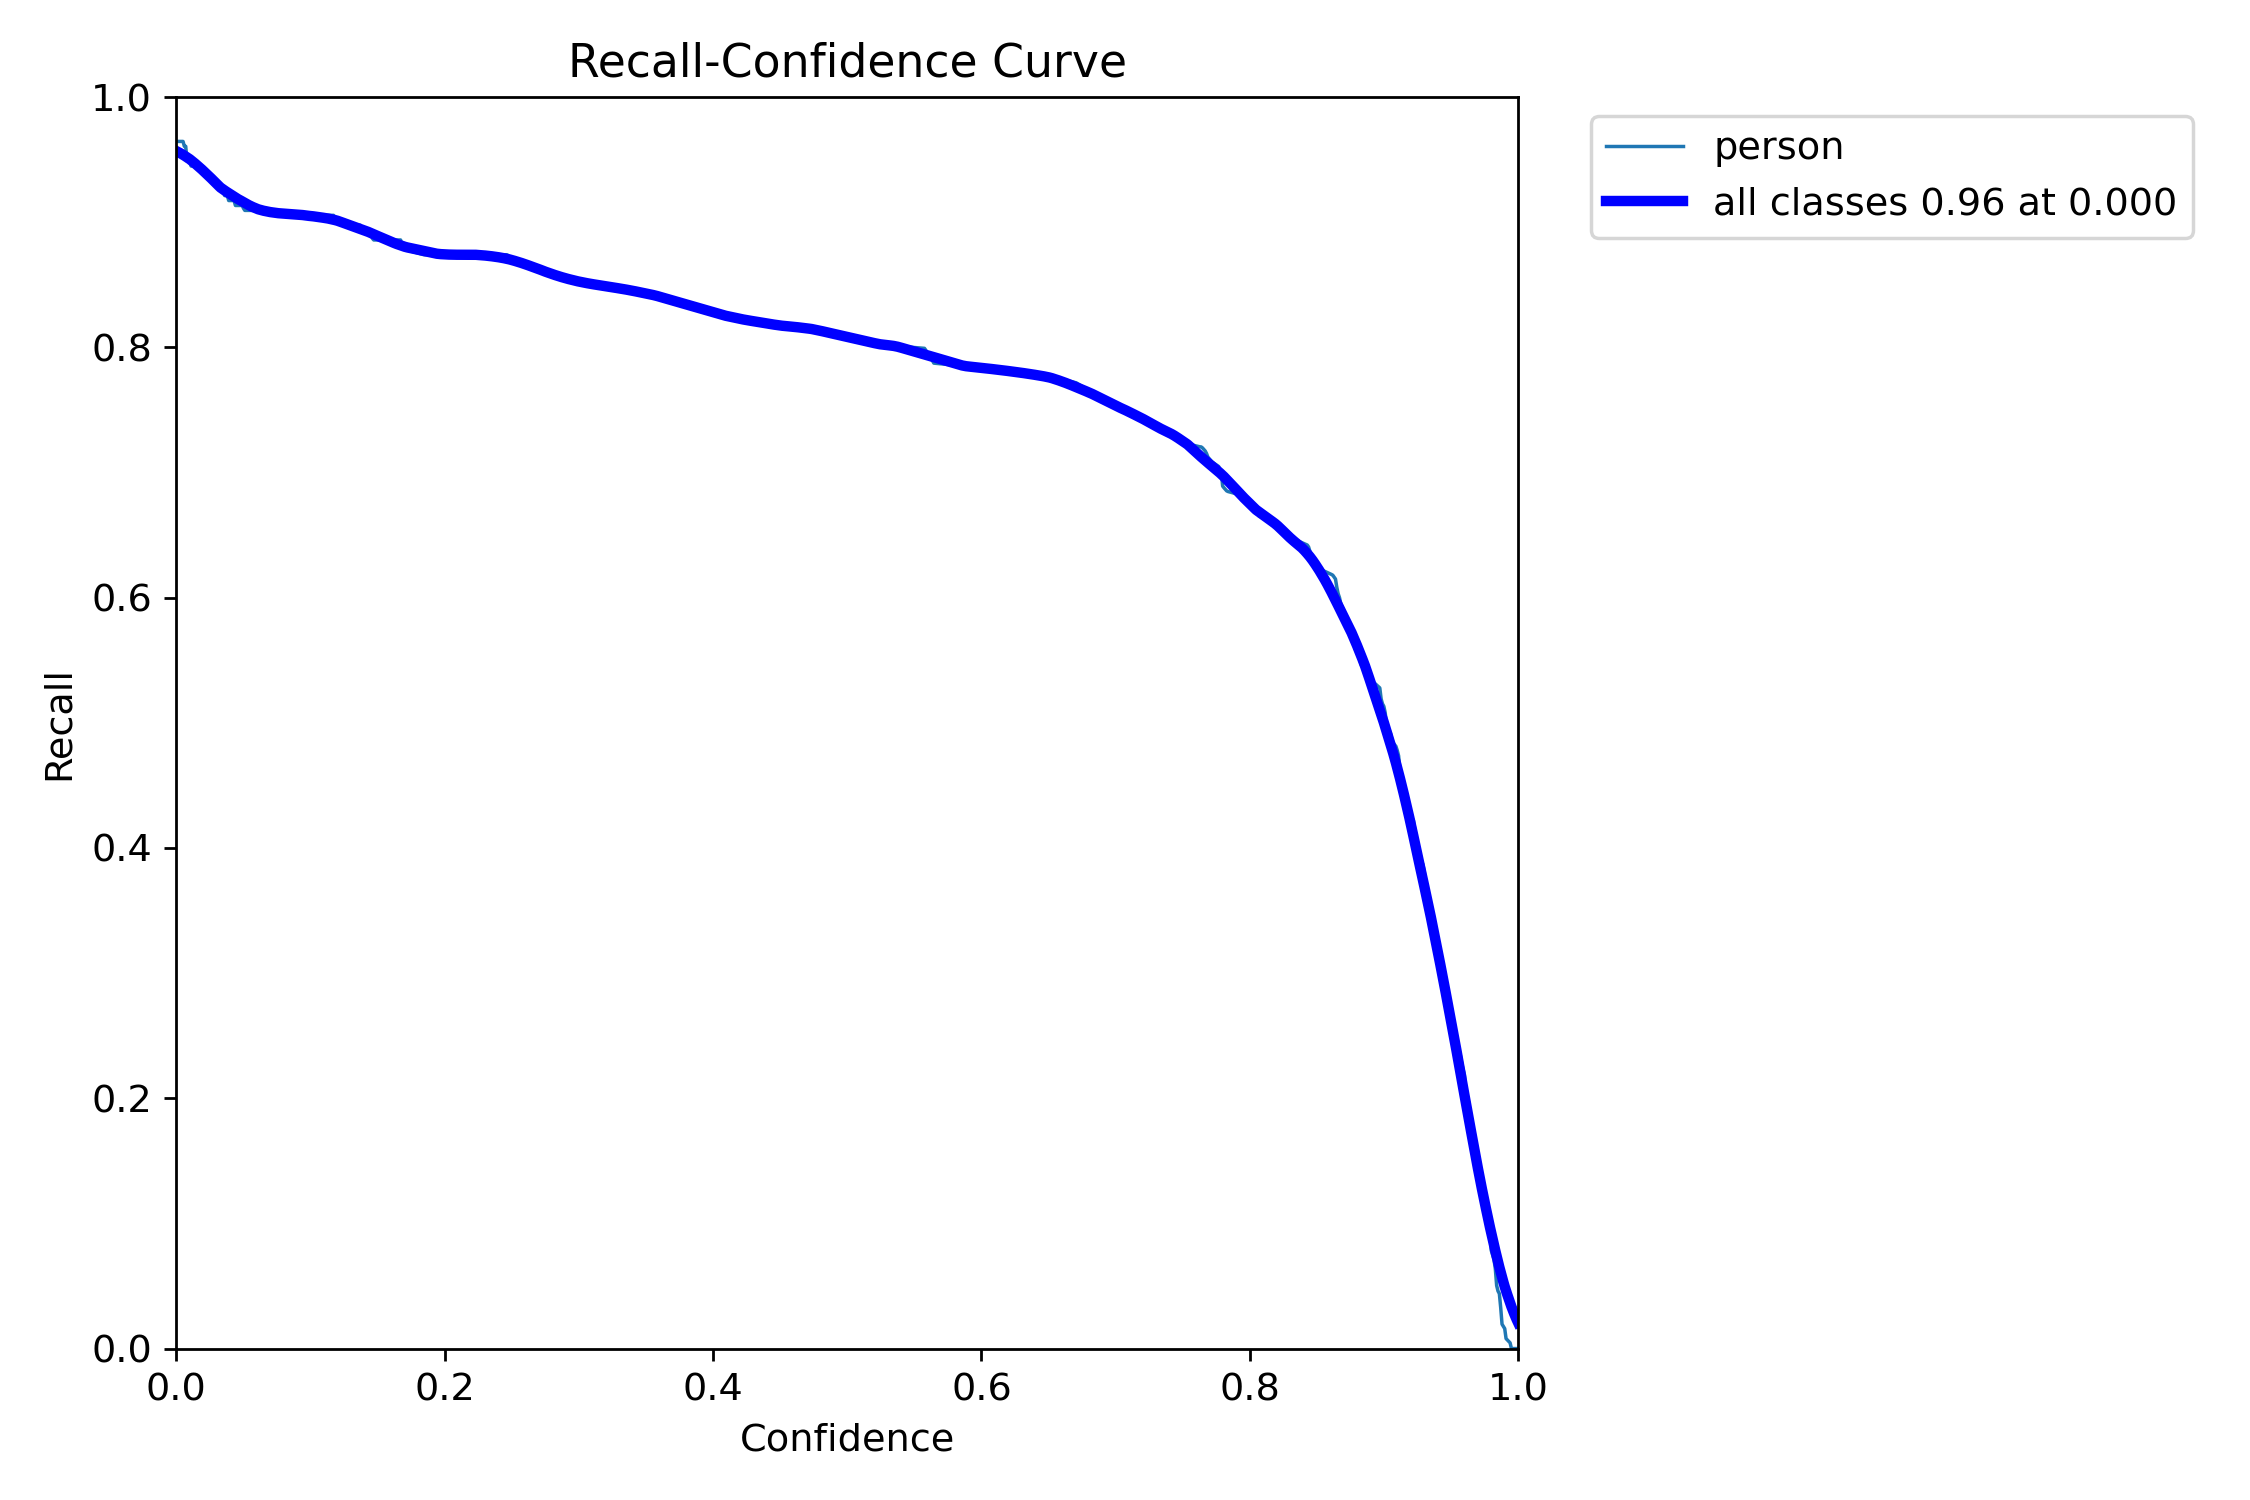 Recall-Confidence Curve
1.0
0.8
0.6
0.4
0.2
0.0
Recall
0.0 0.2 0.4 0.6 0.8 1.0
Confidence
person
all classes 0.96 at 0.000